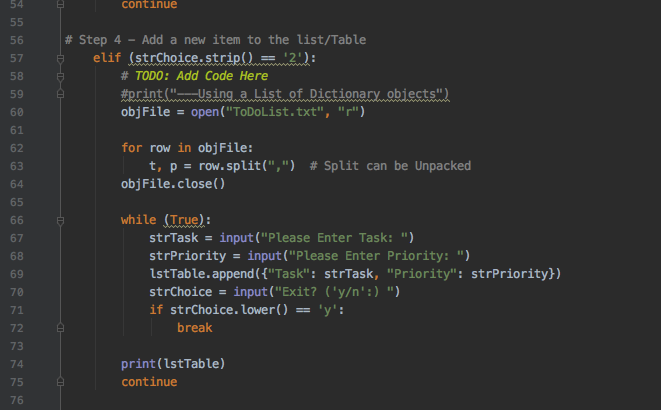 54 continue
55
56 # Step 4 - Add a new item to the list/Table
57 elif (strChoice.strip() == '2'):
58 # TODO: Add Code Here
59 #print("---Using a List of Dictionary objects")
60 objFile = open("ToDoList.txt", "r")
61
62 for row in objFile:
63 t, p = row.split(",")  # Split can be Unpacked
64 objFile.close()
65
66 while (True):
67 strTask = input("Please Enter Task: ")
68 strPriority = input("Please Enter Priority: ")
69 lstTable.append({"Task": strTask, "Priority": strPriority})
70 strChoice = input("Exit? ('y/n':) ")
71 if strChoice.lower() == 'y':
72 break
73
74 print(lstTable)
75 continue
76